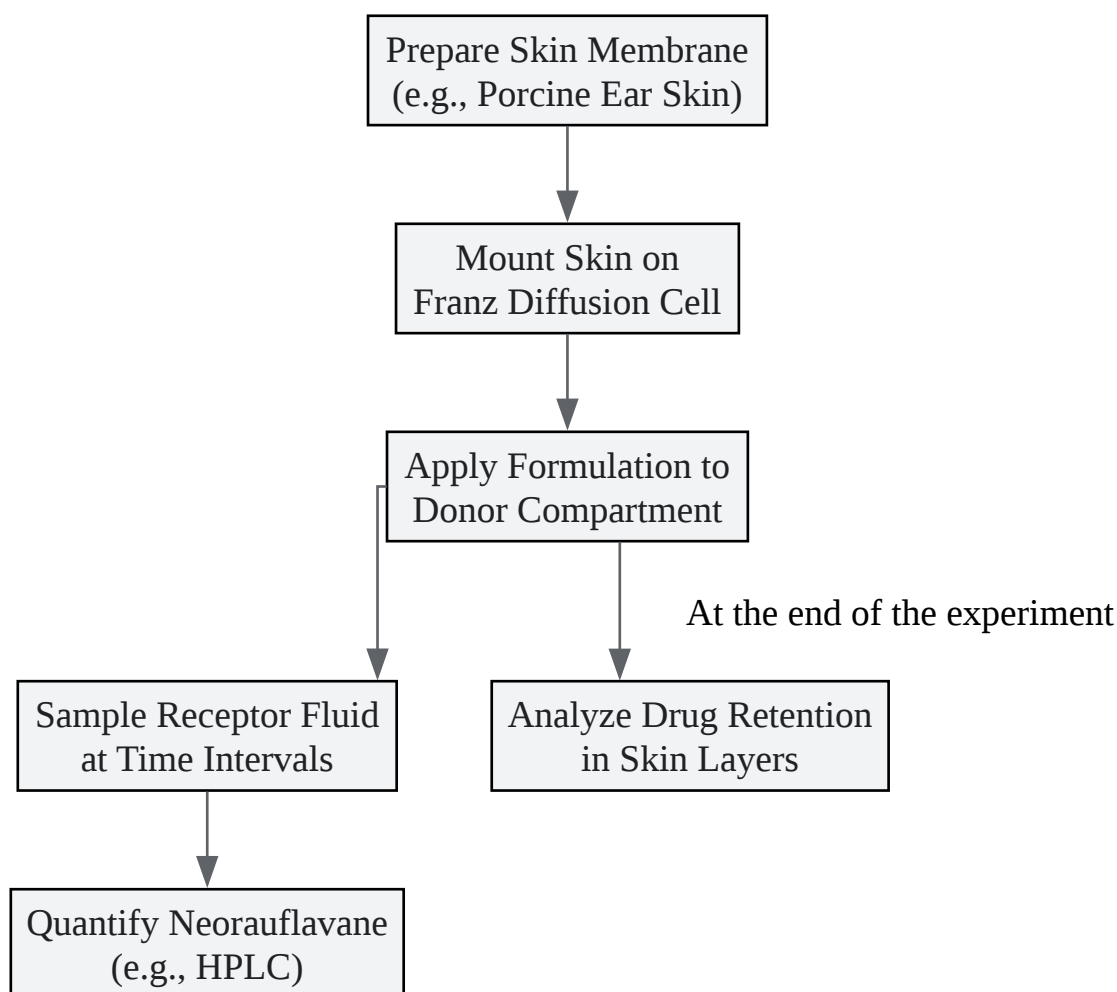 Prepare Skin Membrane
(e.g., Porcine Ear Skin)
Mount Skin on
Franz Diffusion Cell
Apply Formulation to
Donor Compartment
At the end of the experiment
Sample Receptor Fluid
at Time Intervals
Analyze Drug Retention
in Skin Layers
Quantify Neorauflavane
(e.g., HPLC)